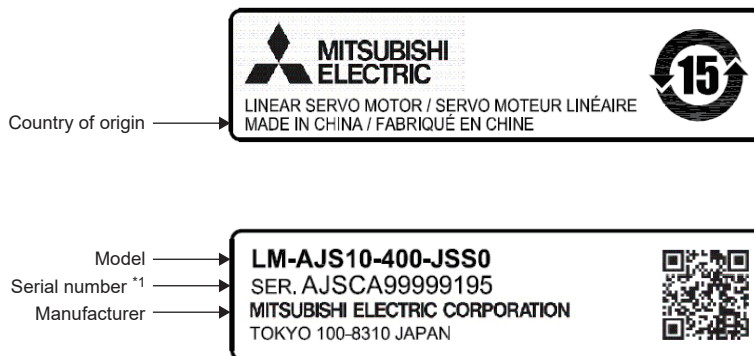 MITSUBISHI
ELECTRIC
15
LINEAR SERVO MOTOR / SERVO MOTEUR LINÉAIRE
Country of origin
MADE IN CHINA / FABRIQUÉ EN CHINE
Model
LM-AJS10-400-JSS0
Serial number *1
SER. AJSCA99999195
Manufacturer
MITSUBISHI ELECTRIC CORPORATION
TOKYO 100-8310 JAPAN